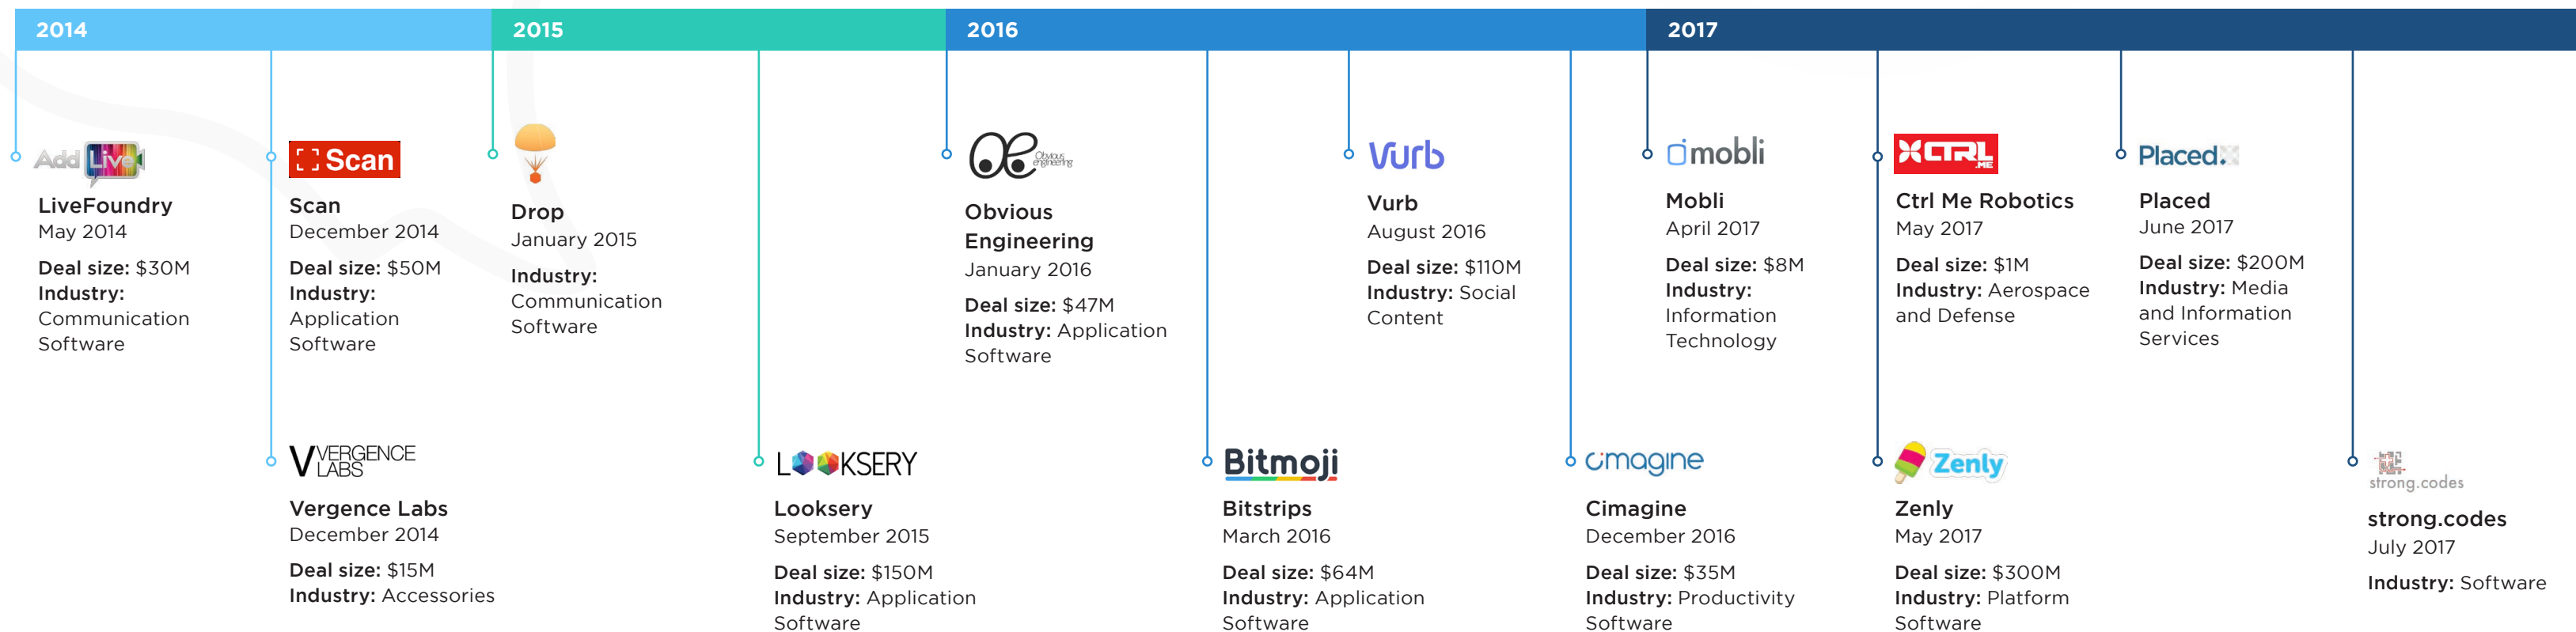 2014
2015
2016
2017
Add Live
LiveFoundry
May 2014
Deal size: $30M
Industry:
Communication
Software
Scan
Scan
December 2014
Deal size: $50M
Industry:
Application
Software
Drop
January 2015
Industry:
Communication
Software
Obvious
engineering
Obvious
Engineering
January 2016
Deal size: $47M
Industry: Application
Software
Vurb
Vurb
August 2016
Deal size: $110M
Industry: Social
Content
mobli
Mobli
April 2017
Deal size: $8M
Industry:
Information
Technology
CTRL
.ME
Ctrl Me Robotics
May 2017
Deal size: $1M
Industry: Aerospace
and Defense
Placed.
Placed
June 2017
Deal size: $200M
Industry: Media
and Information
Services
VERGENCE
LABS
Vergence Labs
December 2014
Deal size: $15M
Industry: Accessories
LOOKSERY
Looksery
September 2015
Deal size: $150M
Industry: Application
Software
Bitmoji
Bitstrips
March 2016
Deal size: $64M
Industry: Application
Software
cimagine
Cimagine
December 2016
Deal size: $35M
Industry: Productivity
Software
Zenly
Zenly
May 2017
Deal size: $300M
Industry: Platform
Software
strong.codes
strong.codes
July 2017
Industry: Software